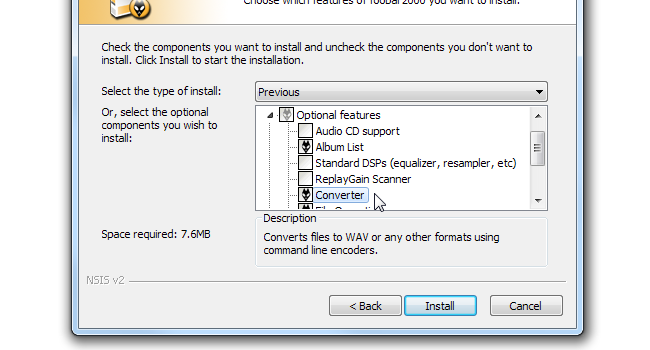 Choose which features of foobar2000 you want to install.
Check the components you want to install and uncheck the components you don't want to
install. Click Install to start the installation.
Select the type of install:
Previous
Or, select the optional
components you wish to
install:
Optional features
Audio CD support
Album List
Standard DSPs (equalizer, resampler, etc)
ReplayGain Scanner
Converter
Space required: 7.6MB
Description
Converts files to WAV or any other formats using
command line encoders.
NSIS v2
< Back
Install
Cancel